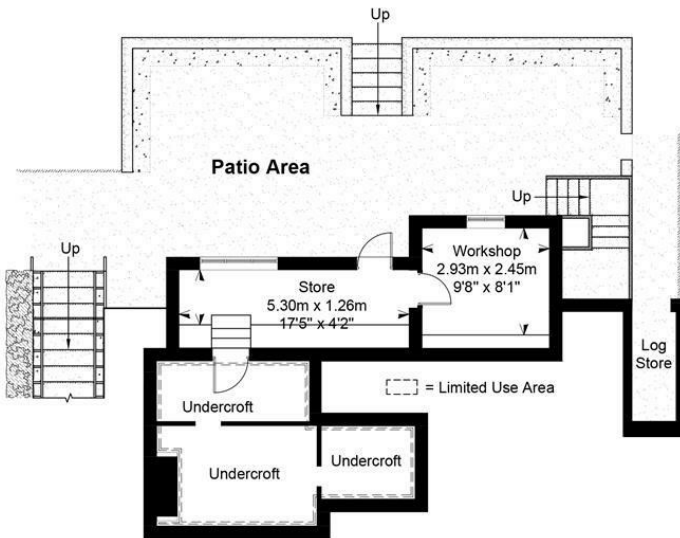 Up
Patio Area
Up
Up
Workshop
2.93m x 2.45m
9'8" x 8'1"
Store
5.30m x 1.26m
17'5" x 4'2"
Log
Store
= Limited Use Area
Undercroft
Undercroft
Undercroft